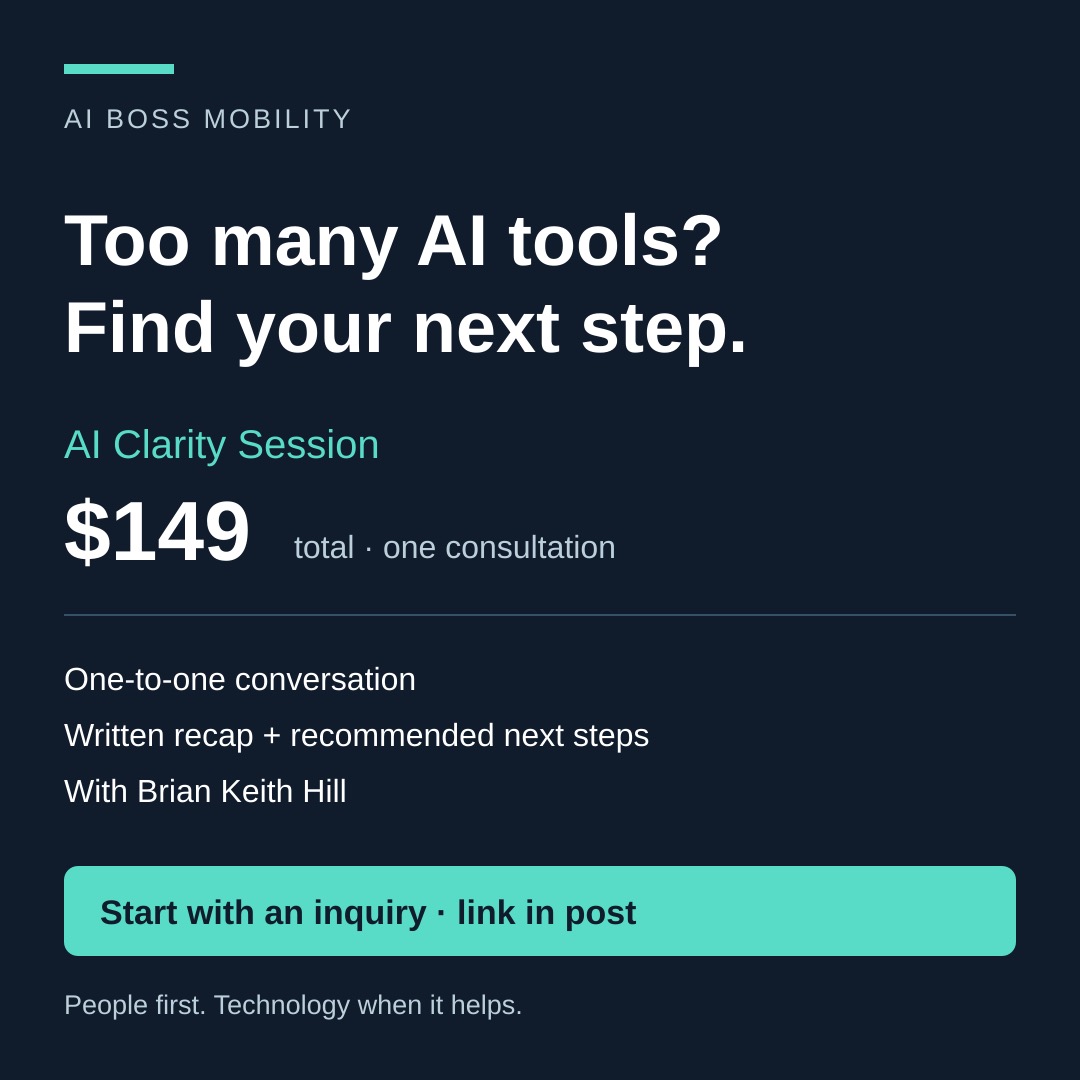 AI BOSS MOBILITY
Too many AI tools?
Find your next step.
AI Clarity Session
$149 total · one consultation
One-to-one conversation
Written recap + recommended next steps
With Brian Keith Hill
Start with an inquiry · link in post
People first. Technology when it helps.